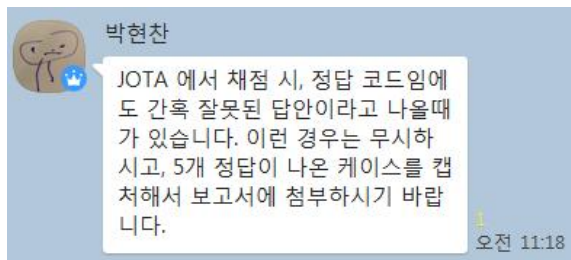 박현찬
JOTA 에서 채점 시, 정답 코드임에
도 간혹 잘못된 답안이라고 나올때
가 있습니다. 이런 경우는 무시하
시고, 5개 정답이 나온 케이스를 캡
처해서 보고서에 첨부하시기 바랍
니다.
1
오전 11:18